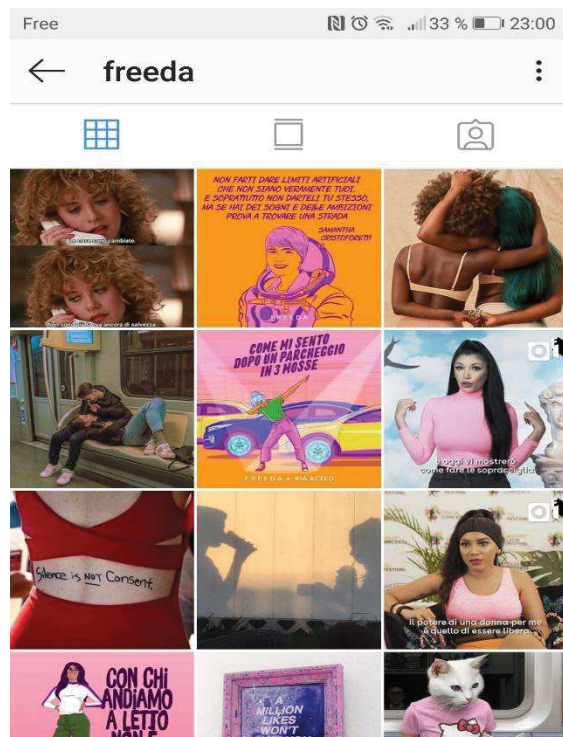 Free
33 %
23:00
freeda
Le cose sono cambiate.
NON FARTI DARE LIMITI ARTIFICIALI
CHE NON SIANO VERAMENTE TUOI,
E SOPRATTUTTO NON DARTELI TU STESSO,
MA SE HAI DEI SOGNI E DELLE AMBIZIONI
PROVA A TROVARE UNA STRADA
SAMANTHA
CRISTOFORETTI
FREEDA
COME MI SENTO
DOPO UN PARCHEGGIO
IN 3 MOSSE
FREEDA x KIA XCEED
e oggi vi mostrerò
come fare le sopracciglia.
Silence is NOT Consent.
Il potere di una donna per me
è quello di essere libera.
CON CHI
ANDIAMO
A LETTO
NON È
A
MILLION
LIKES
WON'T